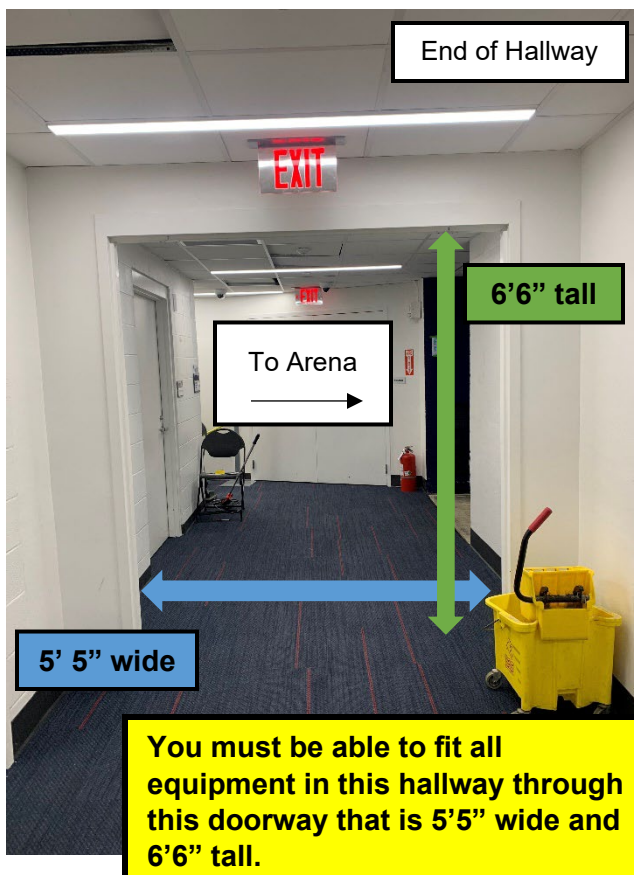 End of Hallway
EXIT
6’6” tall
EXIT
To Arena
5’ 5” wide
You must be able to fit all
equipment in this hallway through
this doorway that is 5’5” wide and
6’6” tall.